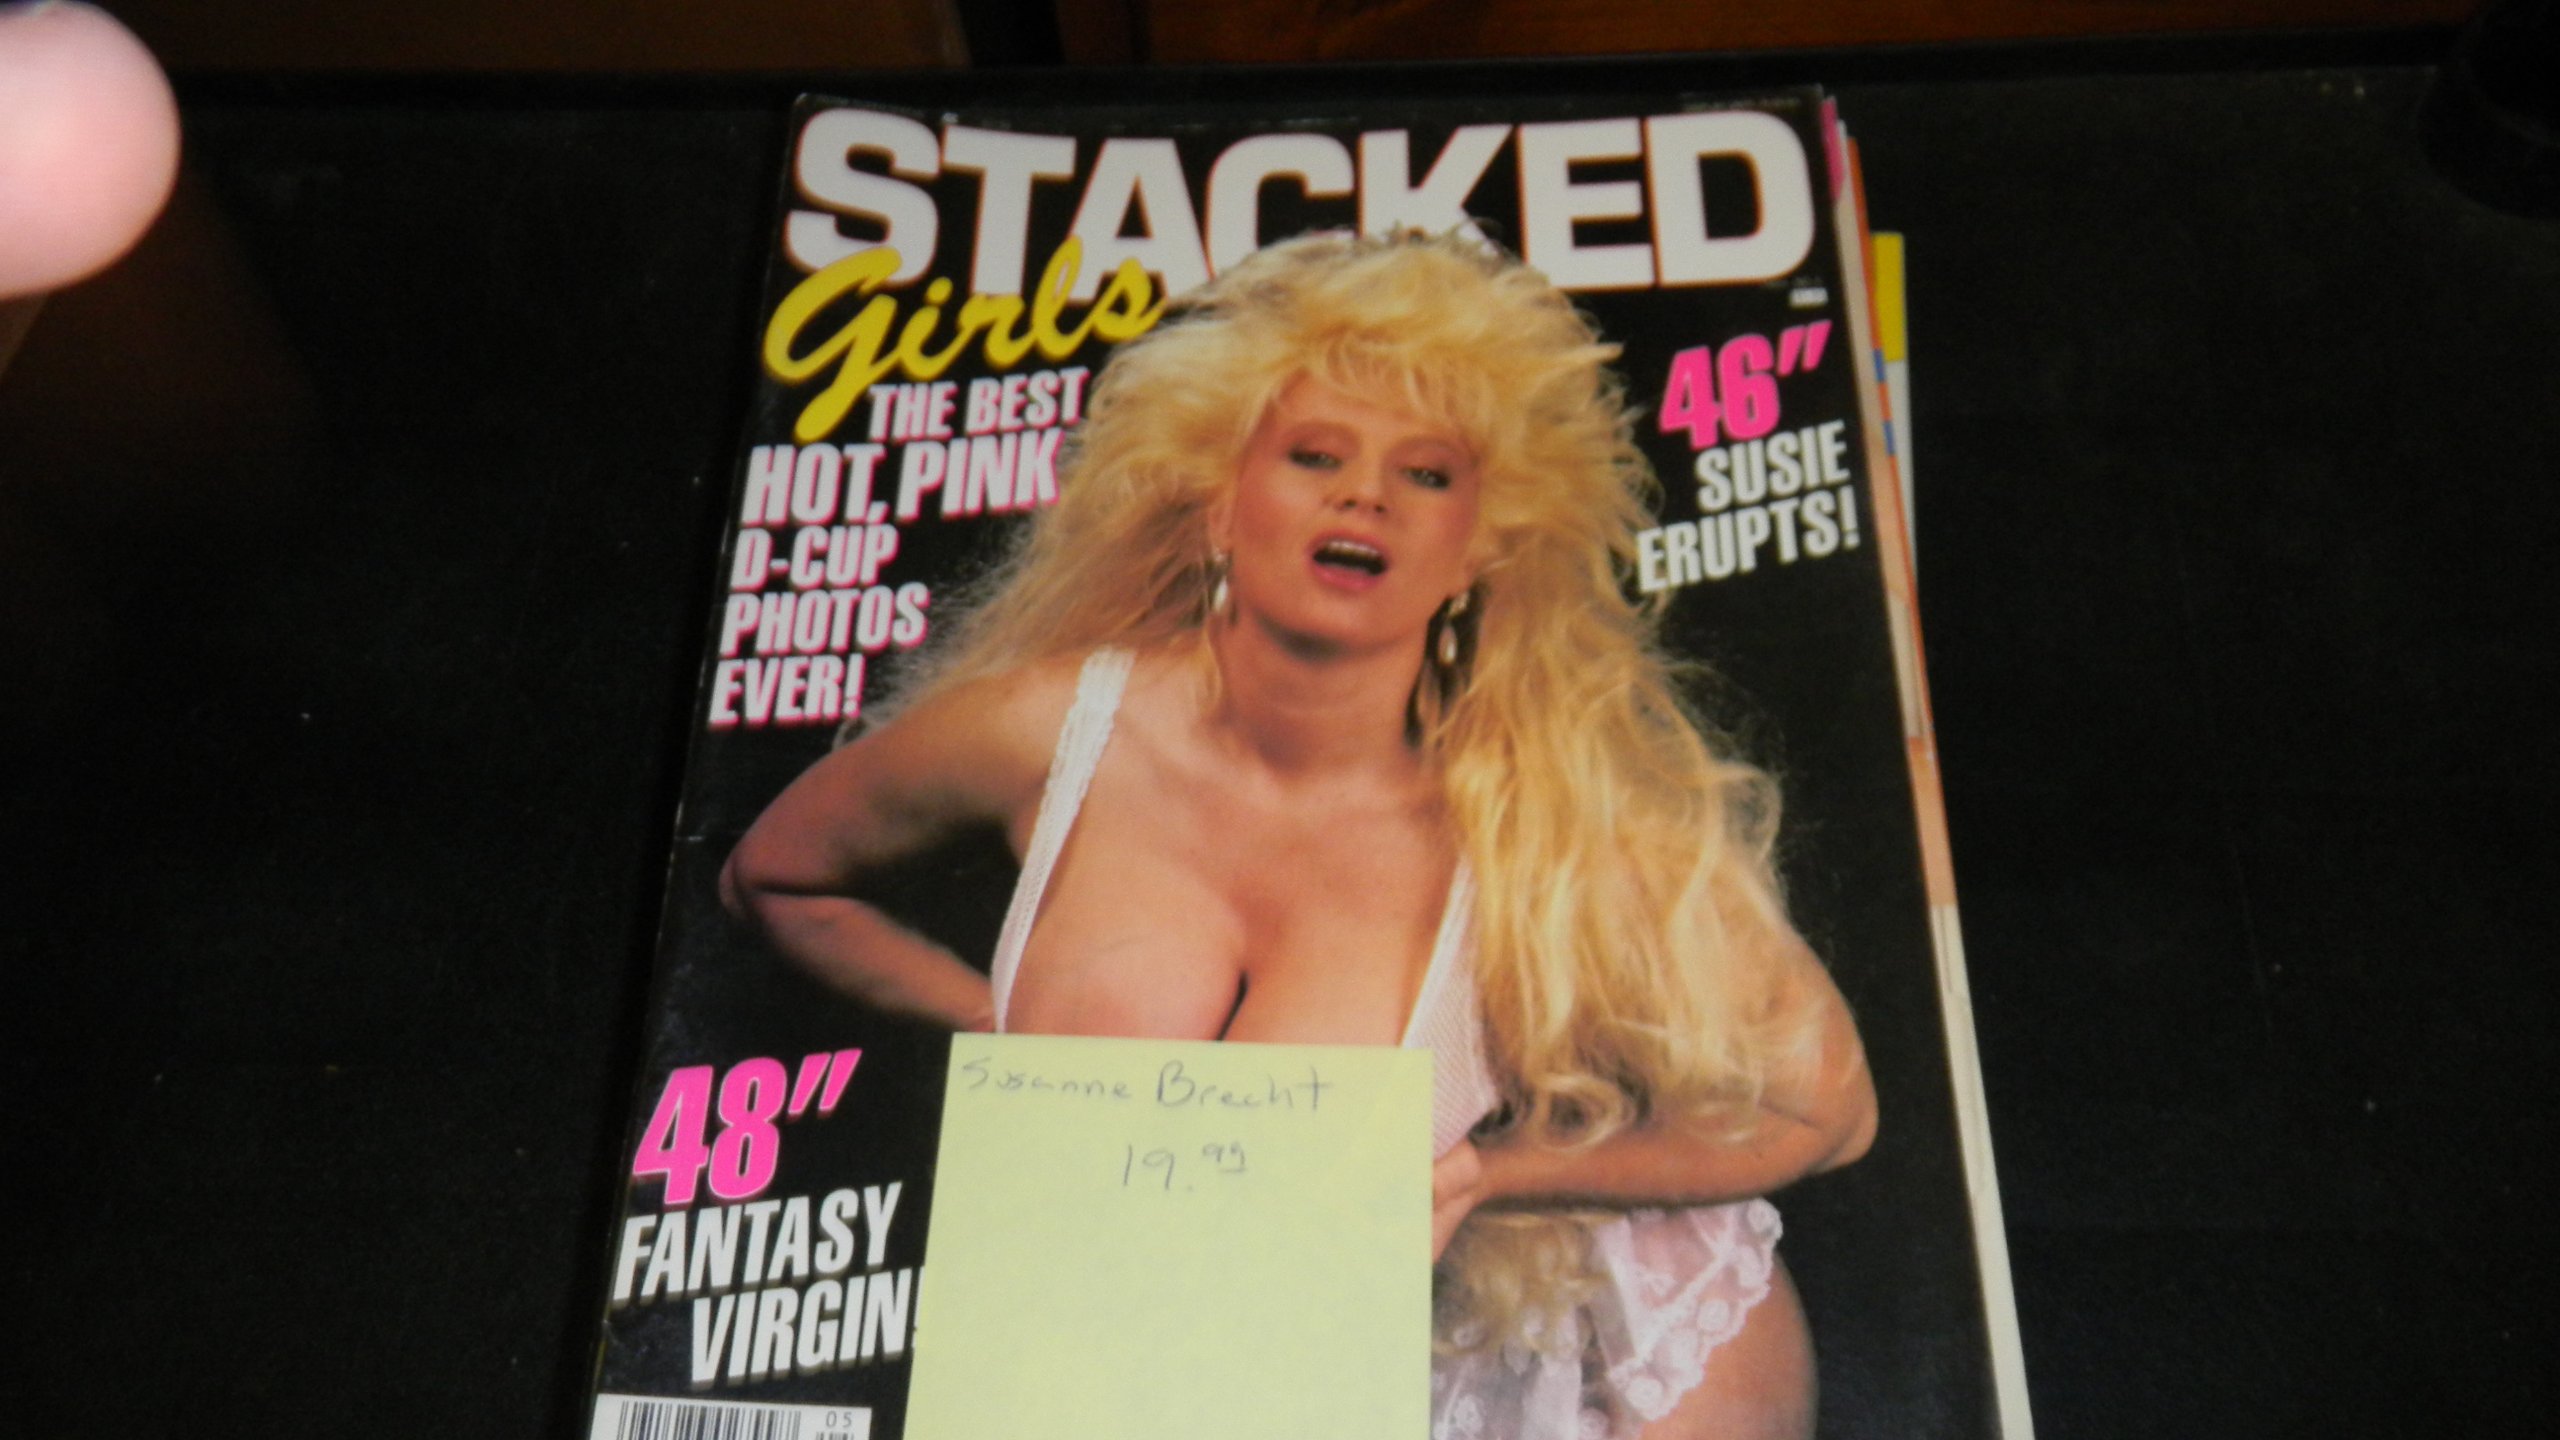 STACKED
Girls
THE BEST
HOT, PINK
D-CUP
PHOTOS
EVER!
46"
SUSIE
ERUPTS!
48"
FANTASY
VIRGIN!
Susanne Brecht
19.99
05